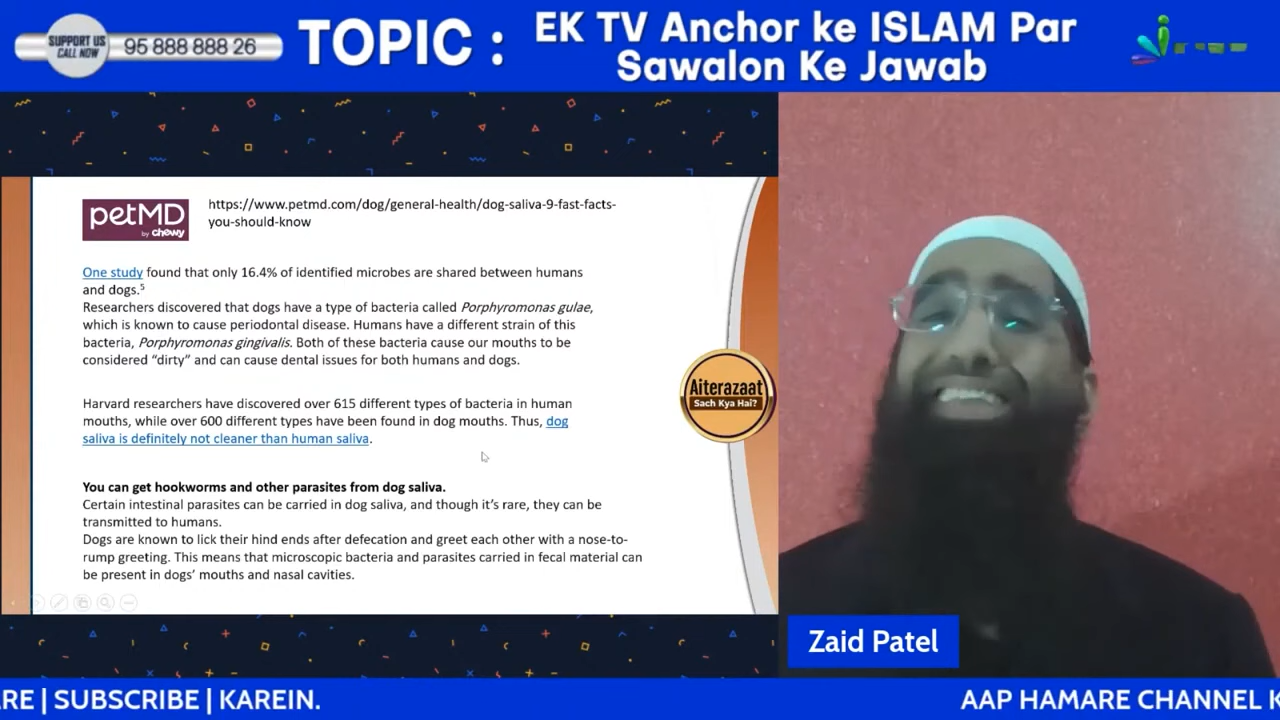 SUPPORT US
CALL NOW
95 888 888 26
TOPIC :
EK TV Anchor ke ISLAM Par
Sawalon Ke Jawab
petMD
by chewy
https://www.petmd.com/dog/general-health/dog-saliva-9-fast-facts-
you-should-know
One study found that only 16.4% of identified microbes are shared between humans
and dogs.⁵
Researchers discovered that dogs have a type of bacteria called Porphyromonas gulae,
which is known to cause periodontal disease. Humans have a different strain of this
bacteria, Porphyromonas gingivalis. Both of these bacteria cause our mouths to be
considered “dirty” and can cause dental issues for both humans and dogs.
Harvard researchers have discovered over 615 different types of bacteria in human
mouths, while over 600 different types have been found in dog mouths. Thus, dog
saliva is definitely not cleaner than human saliva.
You can get hookworms and other parasites from dog saliva.
Certain intestinal parasites can be carried in dog saliva, and though it’s rare, they can be
transmitted to humans.
Dogs are known to lick their hind ends after defecation and greet each other with a nose-to-
rump greeting. This means that microscopic bacteria and parasites carried in fecal material can
be present in dogs’ mouths and nasal cavities.
Aiterazaat
Sach Kya Hai?
Zaid Patel
RE | SUBSCRIBE | KAREIN.
AAP HAMARE CHANNEL K